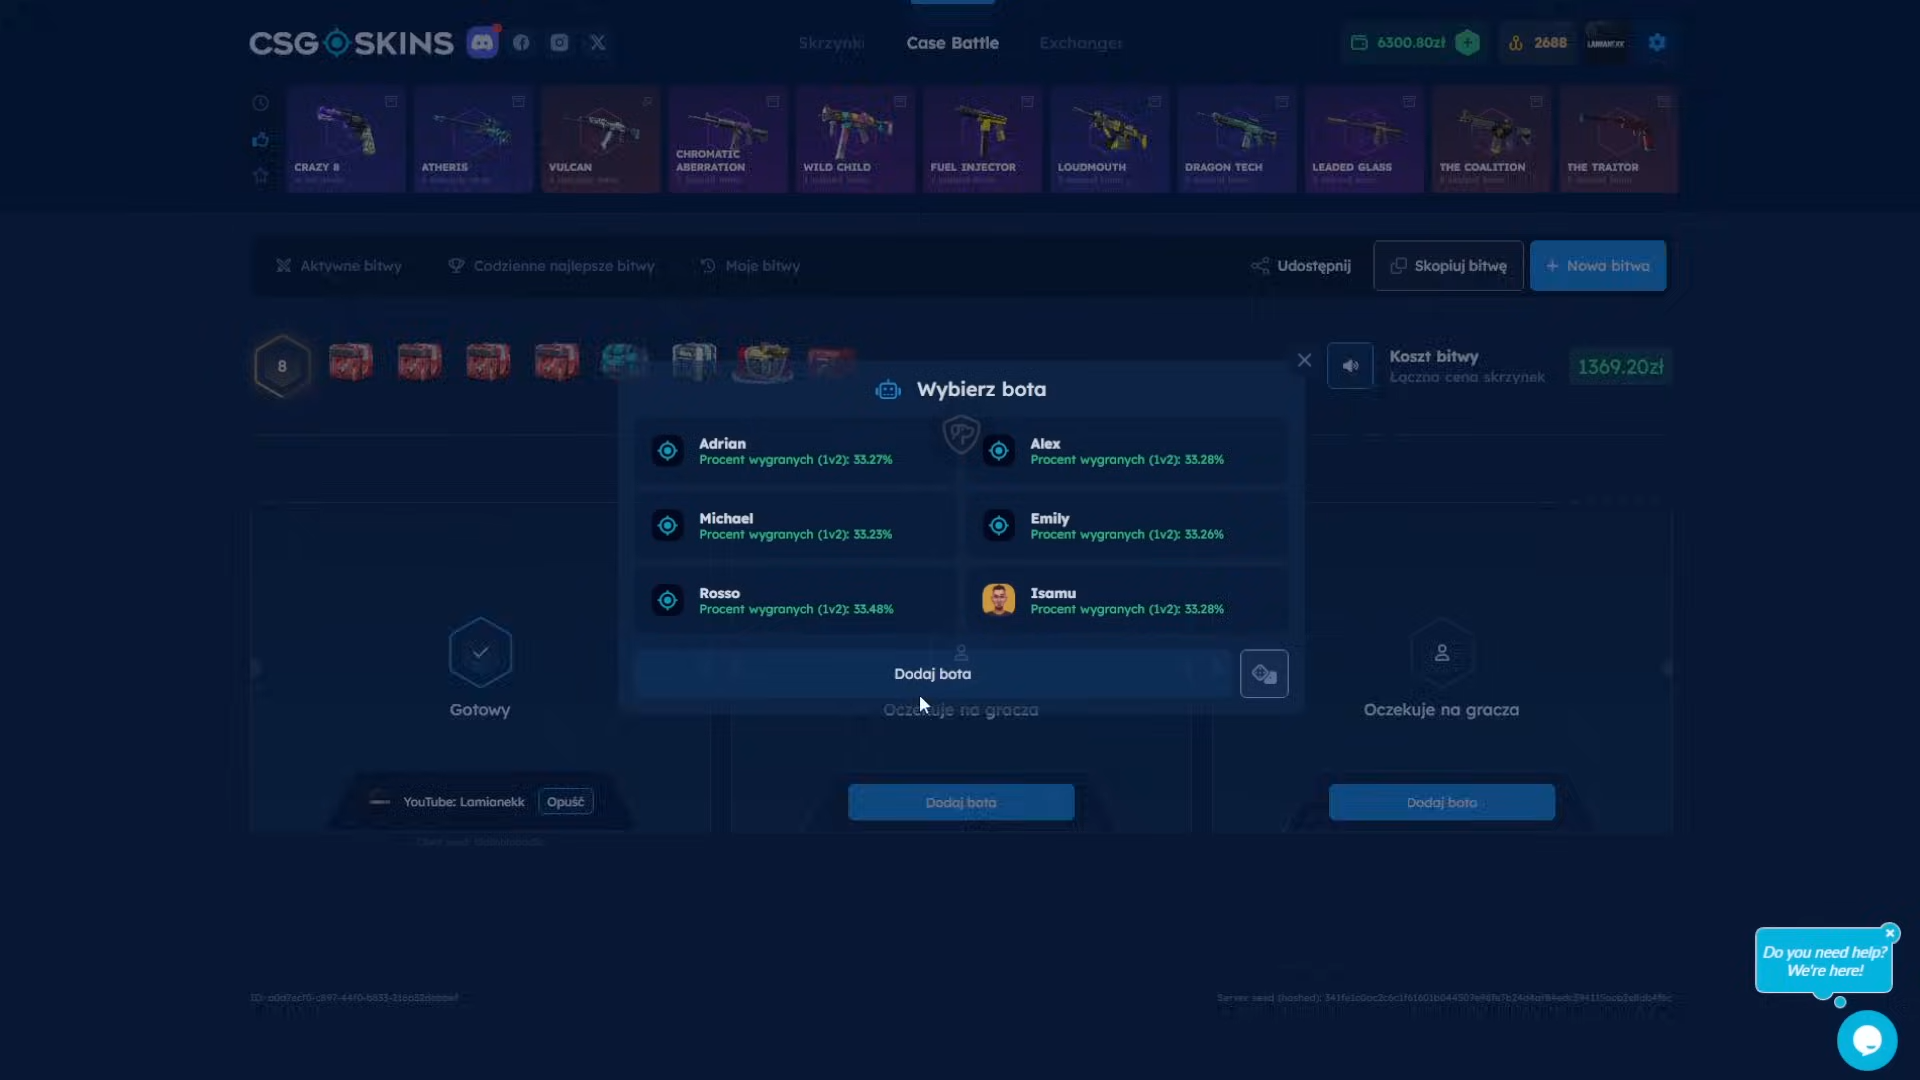 CSG SKINS
Skrzynki
Case Battle
Exchanger
6300.80zł
2688
CRAZY 8
ATHERIS
VULCAN
CHROMATIC
ABERRATION
WILD CHILD
FUEL INJECTOR
LOUDMOUTH
DRAGON TECH
LEADED GLASS
THE COALITION
THE TRAITOR
Aktywne bitwy
Codzienne najlepsze bitwy
Moje bitwy
Udostępnij
Skopiuj bitwę
+ Nowa bitwa
8
Koszt bitwy
Łączna cena skrzynek
1369.20zł
Wybierz bota
Adrian
Procent wygranych (1v2): 33.27%
Alex
Procent wygranych (1v2): 33.28%
Michael
Procent wygranych (1v2): 33.23%
Emily
Procent wygranych (1v2): 33.26%
Rosso
Procent wygranych (1v2): 33.48%
Isamu
Procent wygranych (1v2): 33.28%
Dodaj bota
Gotowy
Oczekuje na gracza
Oczekuje na gracza
YouTube: Lamianekk
Opuść
Dodaj bota
Dodaj bota
Do you need help?
We're here!
Server seed (hashed):